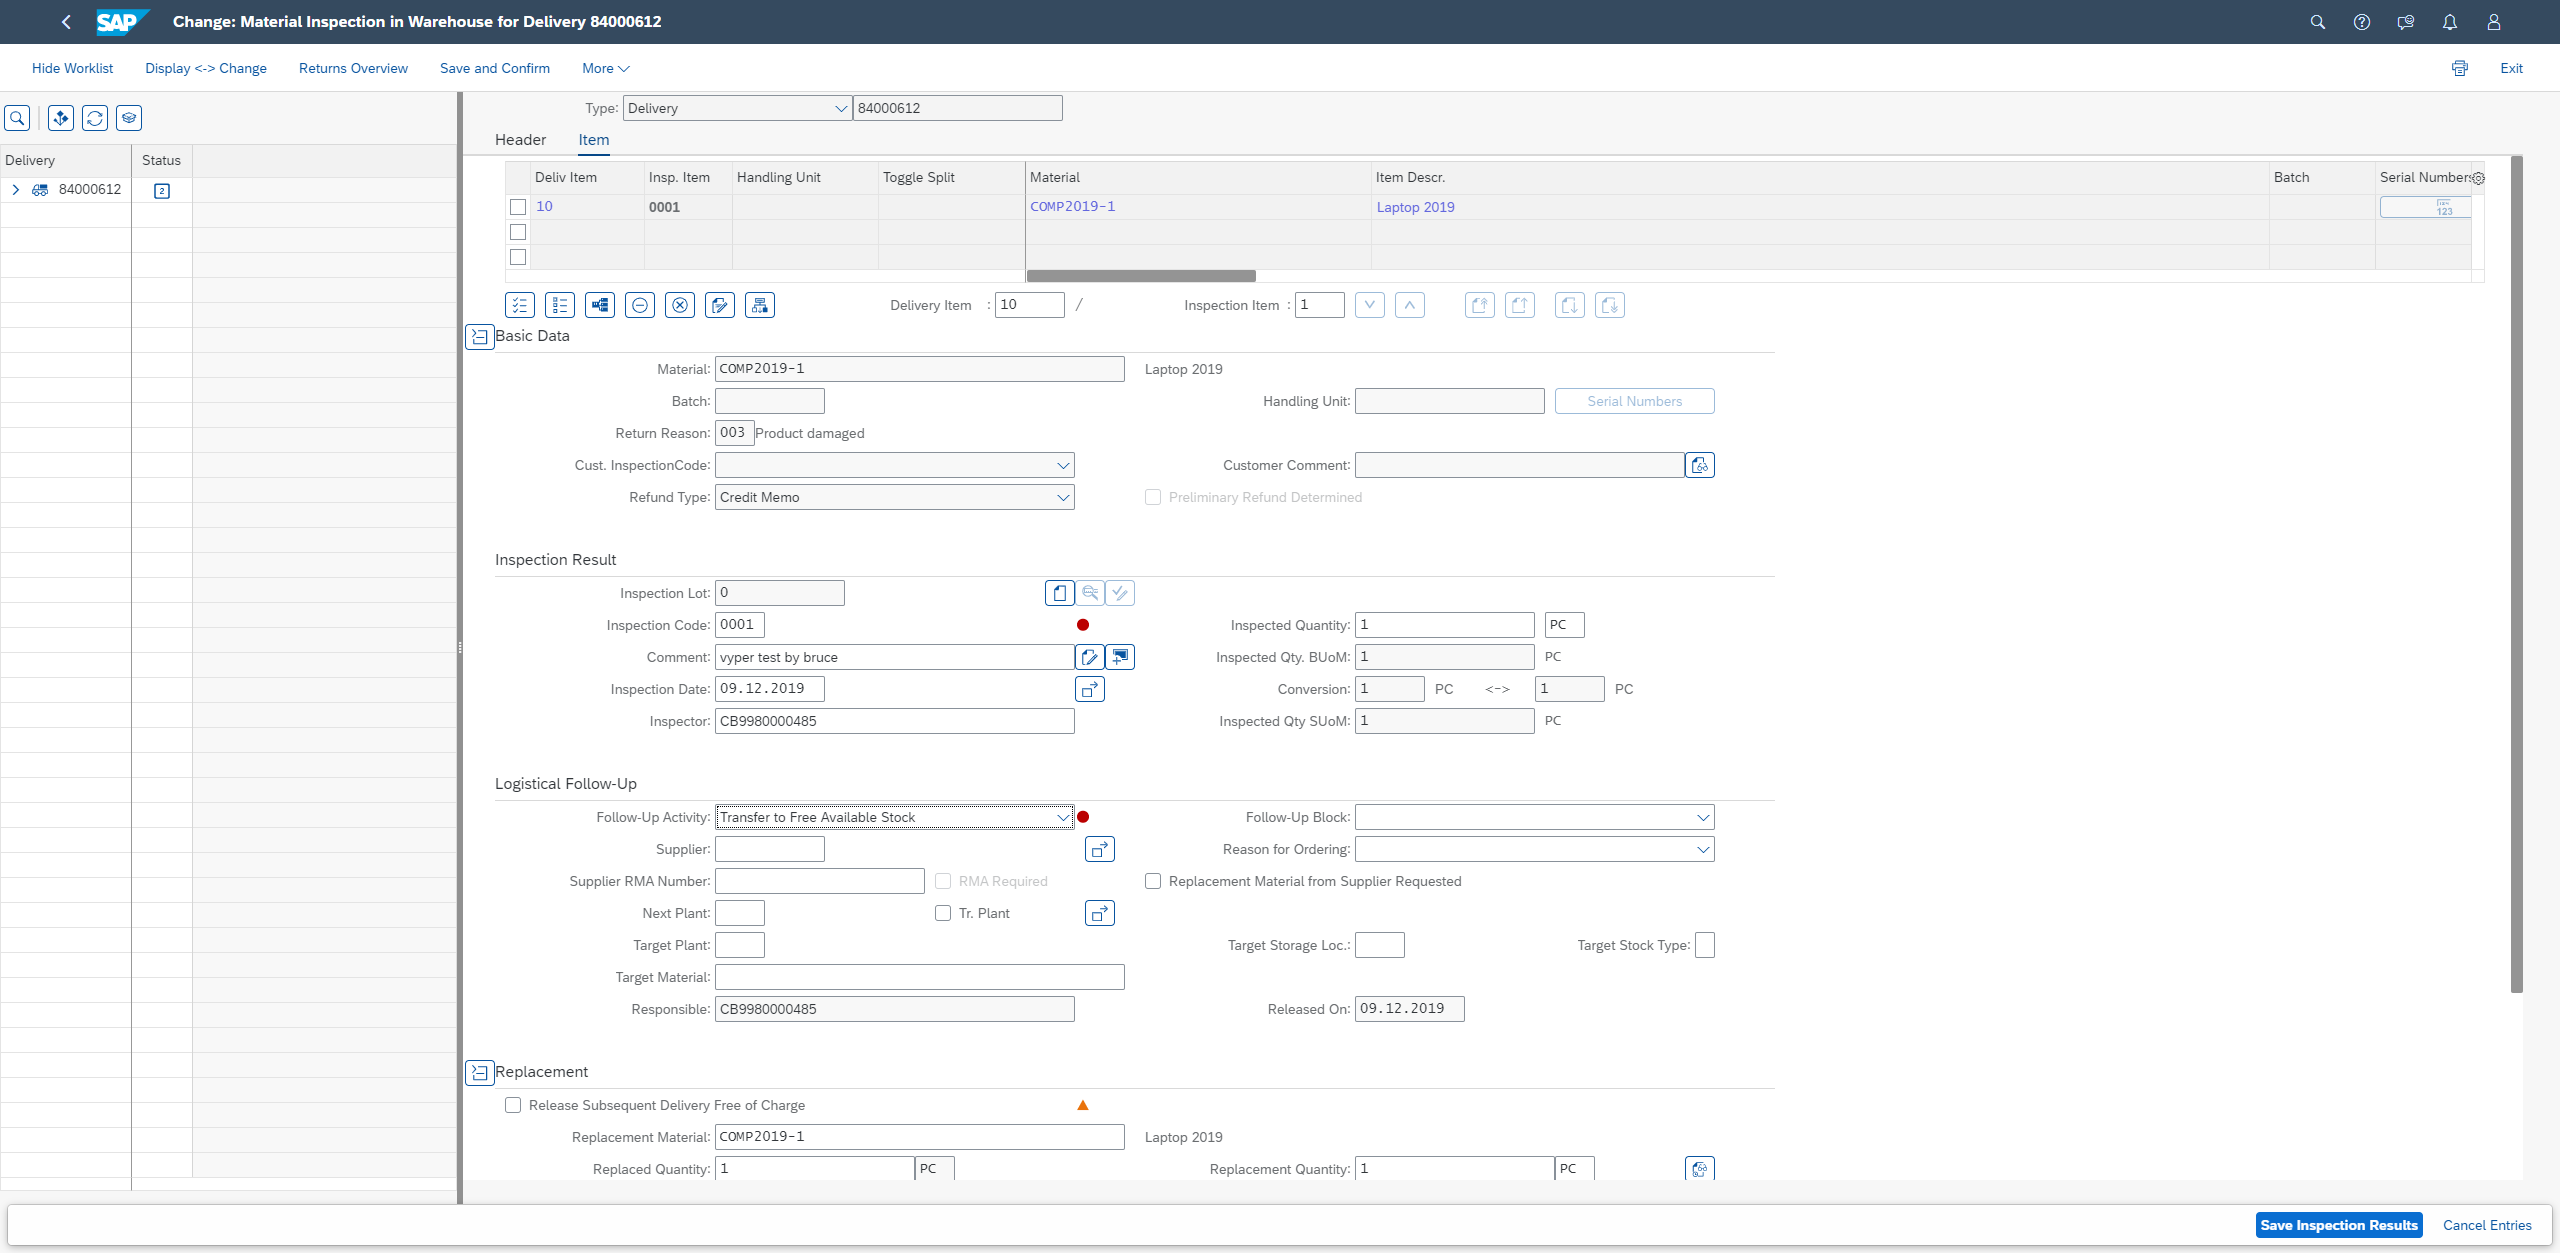 SAP Change: Material Inspection in Warehouse for Delivery 84000612
Hide Worklist Display <-> Change Returns Overview Save and Confirm More Exit
Type: Delivery 84000612
Header Item
Delivery Status
84000612 2
Deliv Item Insp. Item Handling Unit Toggle Split Material Item Descr. Batch Serial Numbers
10 0001 COMP2019-1 Laptop 2019 123
Delivery Item : 10 / Inspection Item : 1
Basic Data
Material: COMP2019-1 Laptop 2019
Batch: Handling Unit: Serial Numbers
Return Reason: 003 Product damaged
Cust. InspectionCode: Customer Comment:
Refund Type: Credit Memo Preliminary Refund Determined
Inspection Result
Inspection Lot: 0
Inspection Code: 0001 Inspected Quantity: 1 PC
Comment: vyper test by bruce Inspected Qty. BUoM: 1 PC
Inspection Date: 09.12.2019 Conversion: 1 PC <-> 1 PC
Inspector: CB9980000485 Inspected Qty SUoM: 1 PC
Logistical Follow-Up
Follow-Up Activity: Transfer to Free Available Stock Follow-Up Block:
Supplier: Reason for Ordering:
Supplier RMA Number: RMA Required Replacement Material from Supplier Requested
Next Plant: Tr. Plant
Target Plant: Target Storage Loc.: Target Stock Type:
Target Material:
Responsible: CB9980000485 Released On: 09.12.2019
Replacement
Release Subsequent Delivery Free of Charge
Replacement Material: COMP2019-1 Laptop 2019
Replaced Quantity: 1 PC Replacement Quantity: 1 PC
Save Inspection Results Cancel Entries